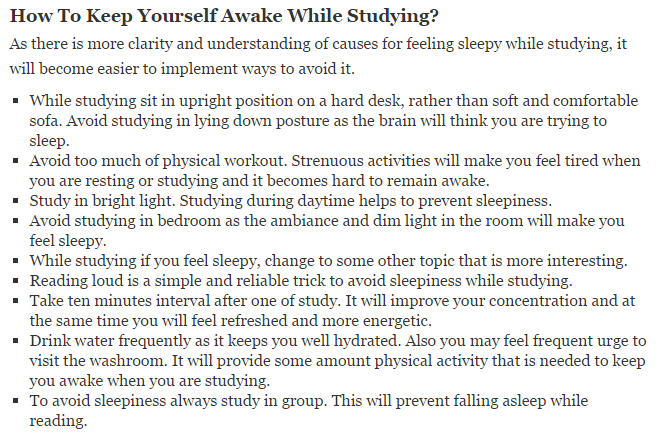 How To Keep Yourself Awake While Studying?
As there is more clarity and understanding of causes for feeling sleepy while studying, it
will become easier to implement ways to avoid it.
▪ While studying sit in upright position on a hard desk, rather than soft and comfortable
sofa. Avoid studying in lying down posture as the brain will think you are trying to
sleep.
▪ Avoid too much of physical workout. Strenuous activities will make you feel tired when
you are resting or studying and it becomes hard to remain awake.
▪ Study in bright light. Studying during daytime helps to prevent sleepiness.
▪ Avoid studying in bedroom as the ambiance and dim light in the room will make you
feel sleepy.
▪ While studying if you feel sleepy, change to some other topic that is more interesting.
▪ Reading loud is a simple and reliable trick to avoid sleepiness while studying.
▪ Take ten minutes interval after one of study. It will improve your concentration and at
the same time you will feel refreshed and more energetic.
▪ Drink water frequently as it keeps you well hydrated. Also you may feel frequent urge to
visit the washroom. It will provide some amount physical activity that is needed to keep
you awake when you are studying.
▪ To avoid sleepiness always study in group. This will prevent falling asleep while
reading.